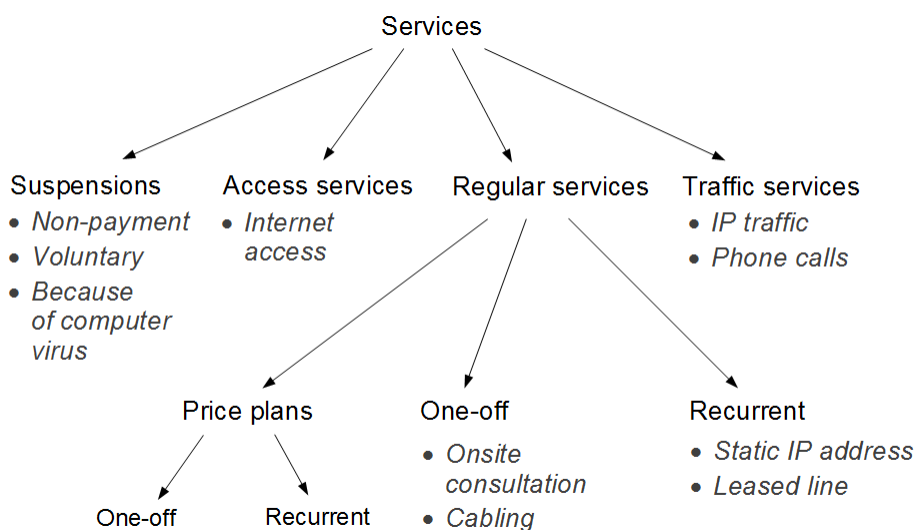 Services
Suspensions
• Non-payment
• Voluntary
• Because
of computer
virus
Access services
• Internet
access
Regular services
Traffic services
• IP traffic
• Phone calls
Price plans
One-off
Recurrent
One-off
• Onsite
consultation
• Cabling
Recurrent
• Static IP address
• Leased line